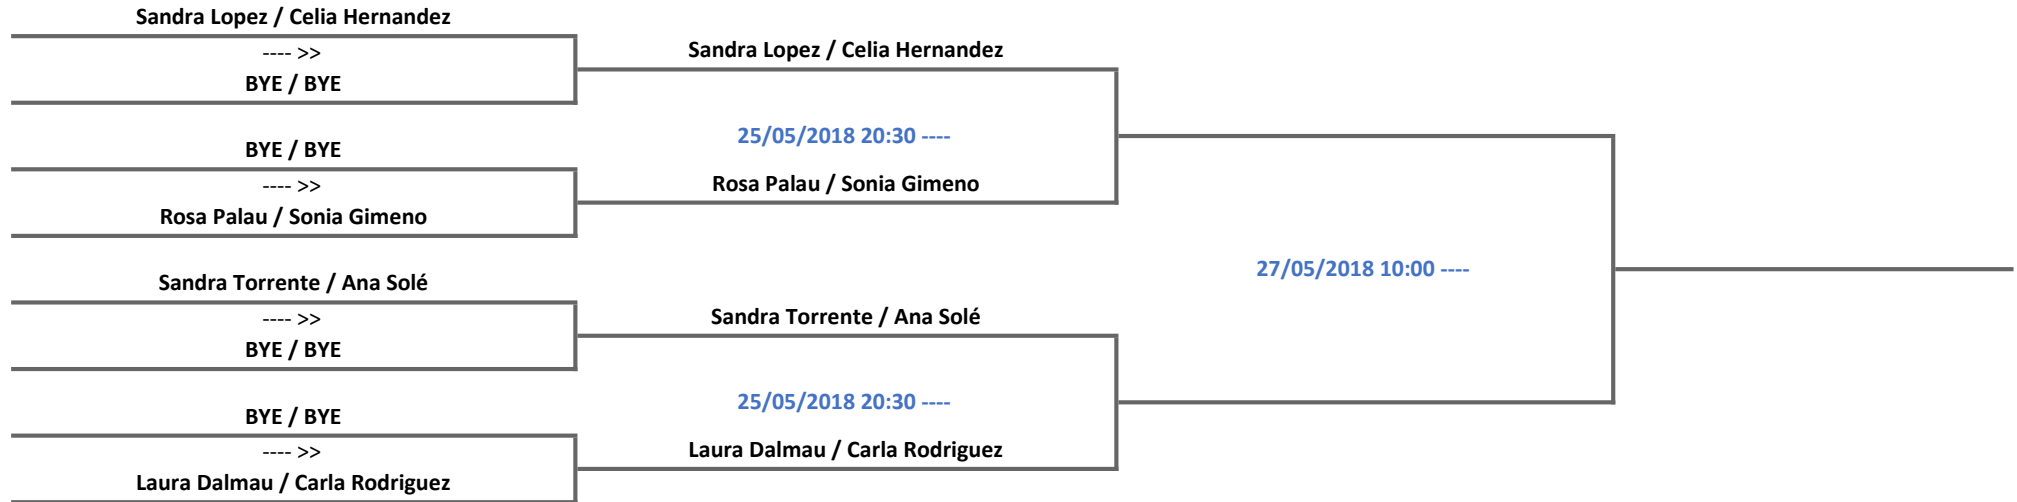 Sandra Lopez / Celia Hernandez
---- >>
BYE / BYE
BYE / BYE
---- >>
Rosa Palau / Sonia Gimeno
Sandra Torrente / Ana Solé
---- >>
BYE / BYE
BYE / BYE
---- >>
Laura Dalmau / Carla Rodriguez
Sandra Lopez / Celia Hernandez
25/05/2018 20:30 ----
Rosa Palau / Sonia Gimeno
Sandra Torrente / Ana Solé
25/05/2018 20:30 ----
Laura Dalmau / Carla Rodriguez
27/05/2018 10:00 ----